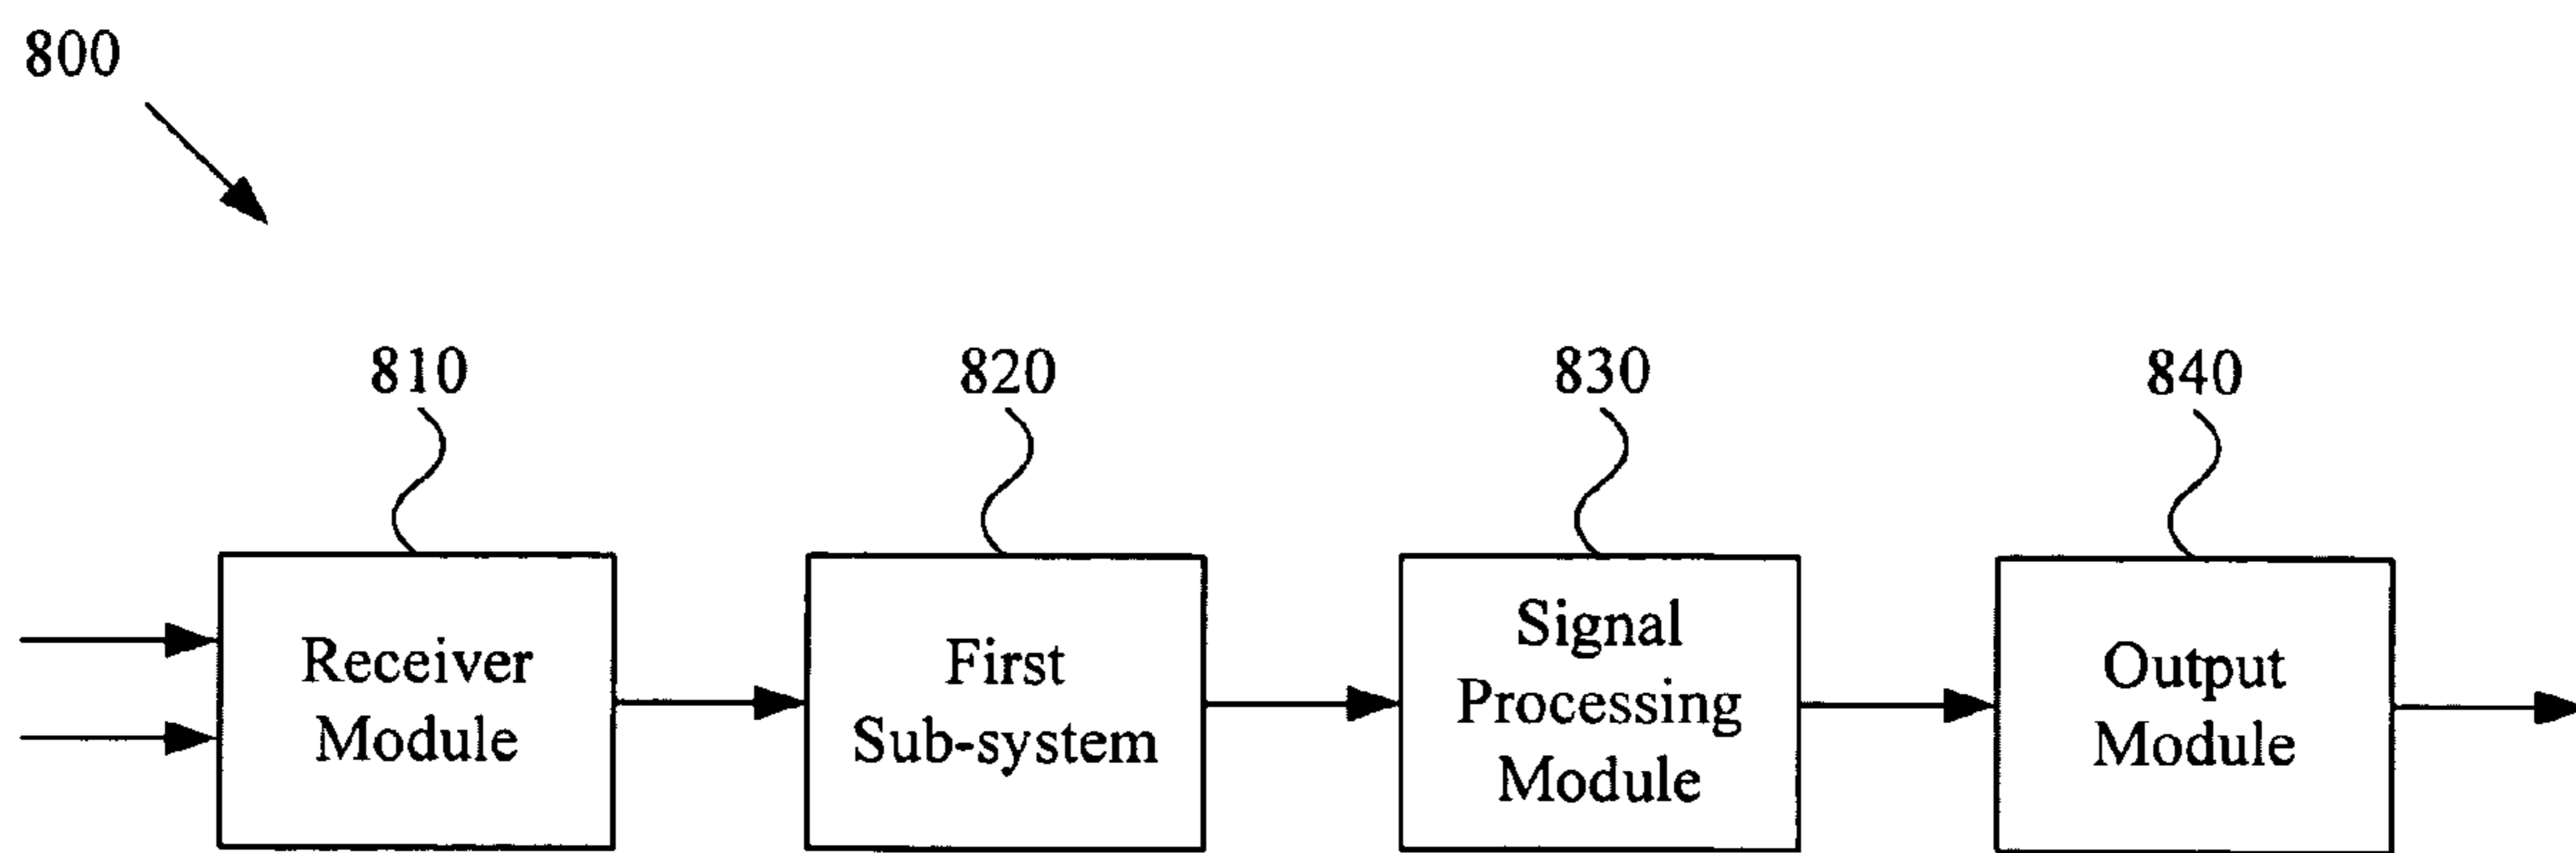 800
810
820
830
840
Receiver
Module
First
Sub-system
Signal
Processing
Module
Output
Module